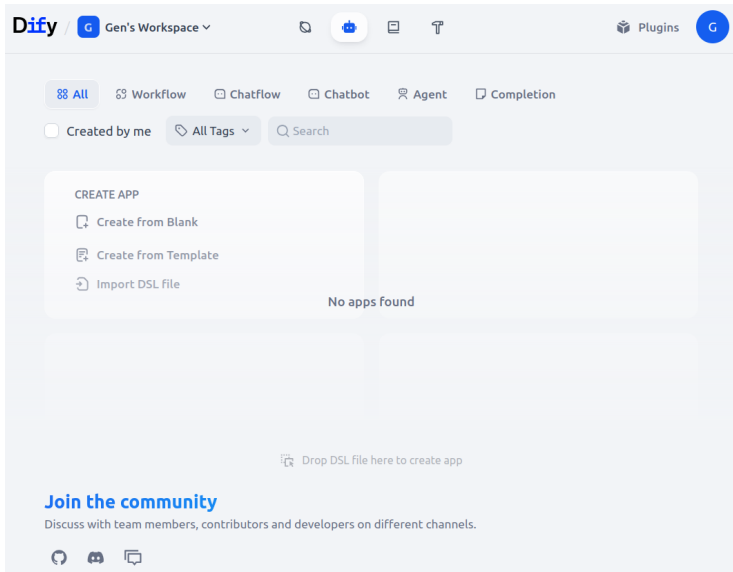 Dify / G Gen's Workspace Plugins G
All Workflow Chatflow Chatbot Agent Completion
Created by me All Tags Search
CREATE APP
Create from Blank
Create from Template
Import DSL file
No apps found
Drop DSL file here to create app
Join the community
Discuss with team members, contributors and developers on different channels.